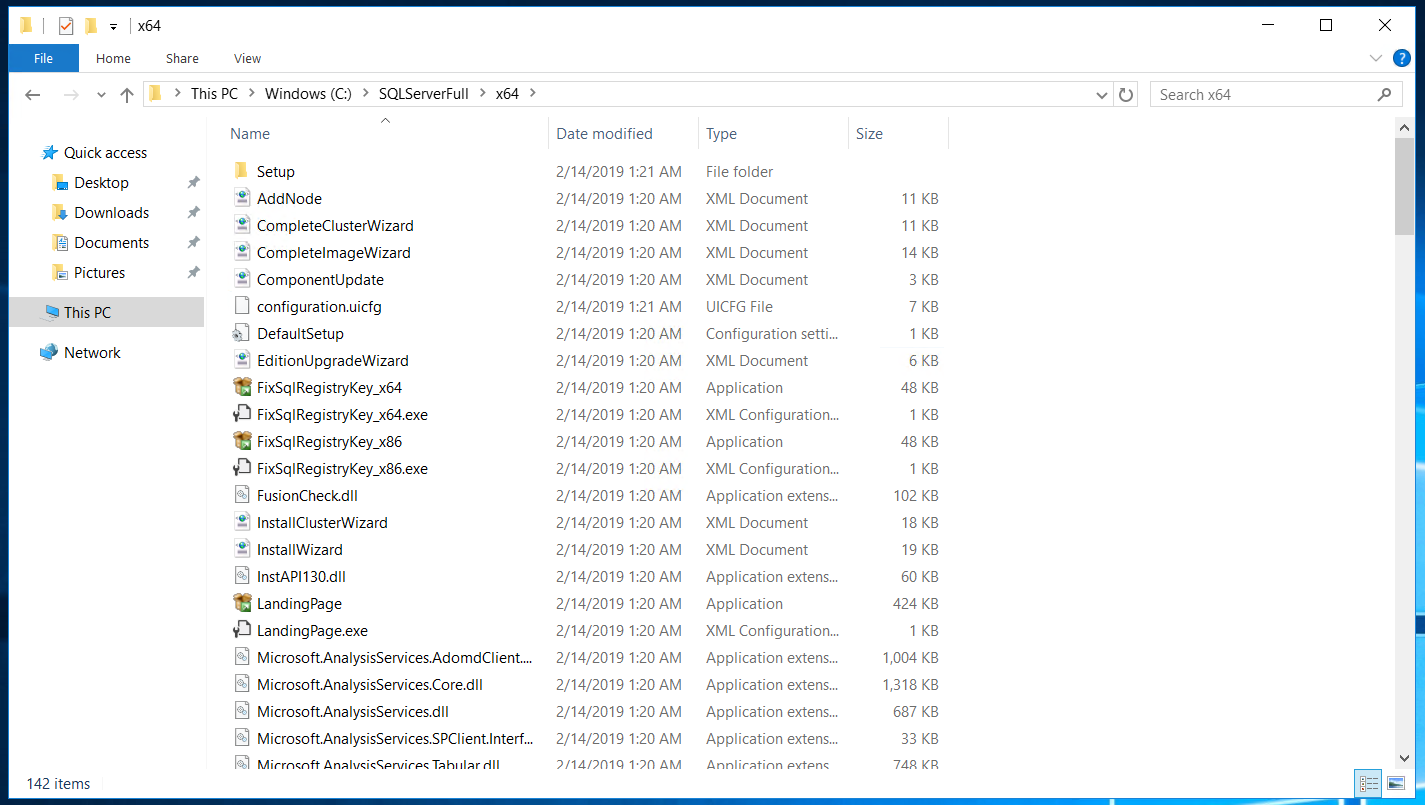 x64
File Home Share View
This PC Windows (C:) SQLServerFull x64
Search x64
Quick access
Desktop
Downloads
Documents
Pictures
This PC
Network
Name Date modified Type Size
Setup 2/14/2019 1:21 AM File folder
AddNode 2/14/2019 1:20 AM XML Document 11 KB
CompleteClusterWizard 2/14/2019 1:20 AM XML Document 11 KB
CompleteImageWizard 2/14/2019 1:20 AM XML Document 14 KB
ComponentUpdate 2/14/2019 1:20 AM XML Document 3 KB
configuration.uicfg 2/14/2019 1:21 AM UICFG File 7 KB
DefaultSetup 2/14/2019 1:20 AM Configuration setti... 1 KB
EditionUpgradeWizard 2/14/2019 1:20 AM XML Document 6 KB
FixSqlRegistryKey_x64 2/14/2019 1:20 AM Application 48 KB
FixSqlRegistryKey_x64.exe 2/14/2019 1:20 AM XML Configuration... 1 KB
FixSqlRegistryKey_x86 2/14/2019 1:20 AM Application 48 KB
FixSqlRegistryKey_x86.exe 2/14/2019 1:20 AM XML Configuration... 1 KB
FusionCheck.dll 2/14/2019 1:20 AM Application extens... 102 KB
InstallClusterWizard 2/14/2019 1:20 AM XML Document 18 KB
InstallWizard 2/14/2019 1:20 AM XML Document 19 KB
InstAPI130.dll 2/14/2019 1:20 AM Application extens... 60 KB
LandingPage 2/14/2019 1:20 AM Application 424 KB
LandingPage.exe 2/14/2019 1:20 AM XML Configuration... 1 KB
Microsoft.AnalysisServices.AdomdClient.... 2/14/2019 1:20 AM Application extens... 1,004 KB
Microsoft.AnalysisServices.Core.dll 2/14/2019 1:20 AM Application extens... 1,318 KB
Microsoft.AnalysisServices.dll 2/14/2019 1:20 AM Application extens... 687 KB
Microsoft.AnalysisServices.SPClient.Interf... 2/14/2019 1:20 AM Application extens... 33 KB
Microsoft.AnalysisServices.Tabular.dll 2/14/2019 1:20 AM Application extens... 748 KB
142 items